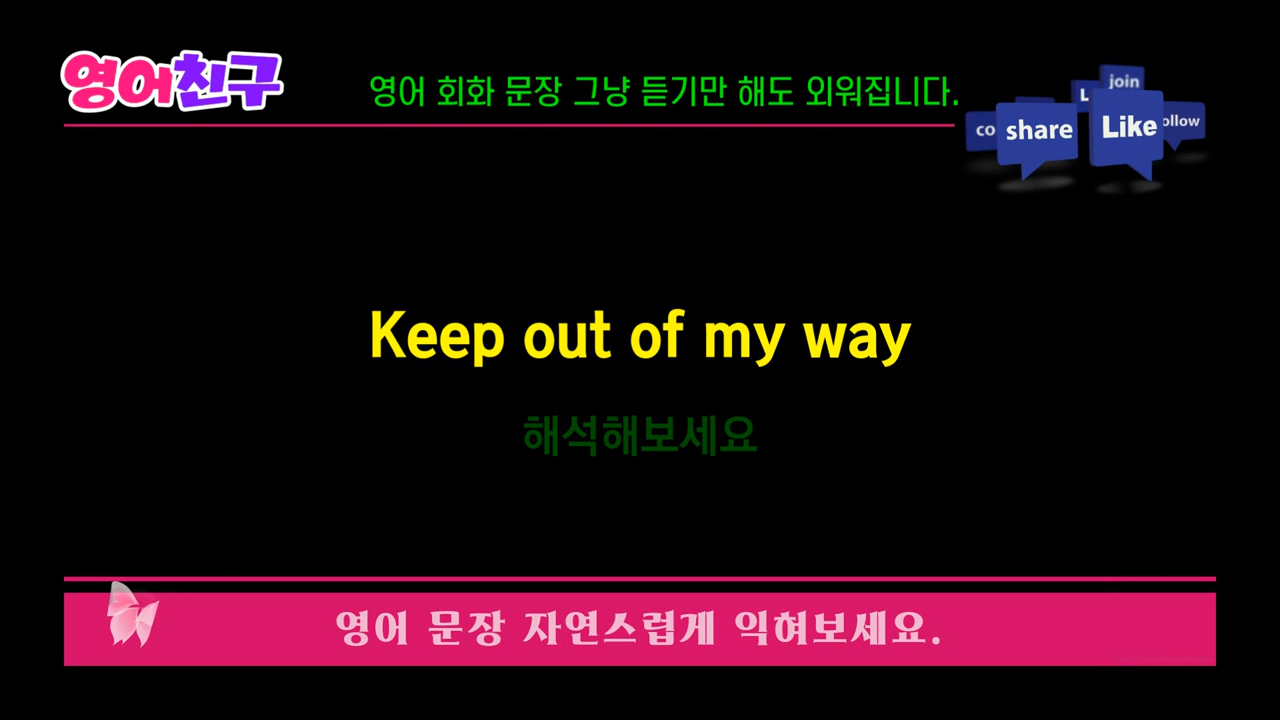 영어친구
영어 회화 문장 그냥 듣기만 해도 외워집니다.
join
L
co
share
Like
ollow
Keep out of my way
해석해보세요
영어 문장 자연스럽게 익혀보세요.